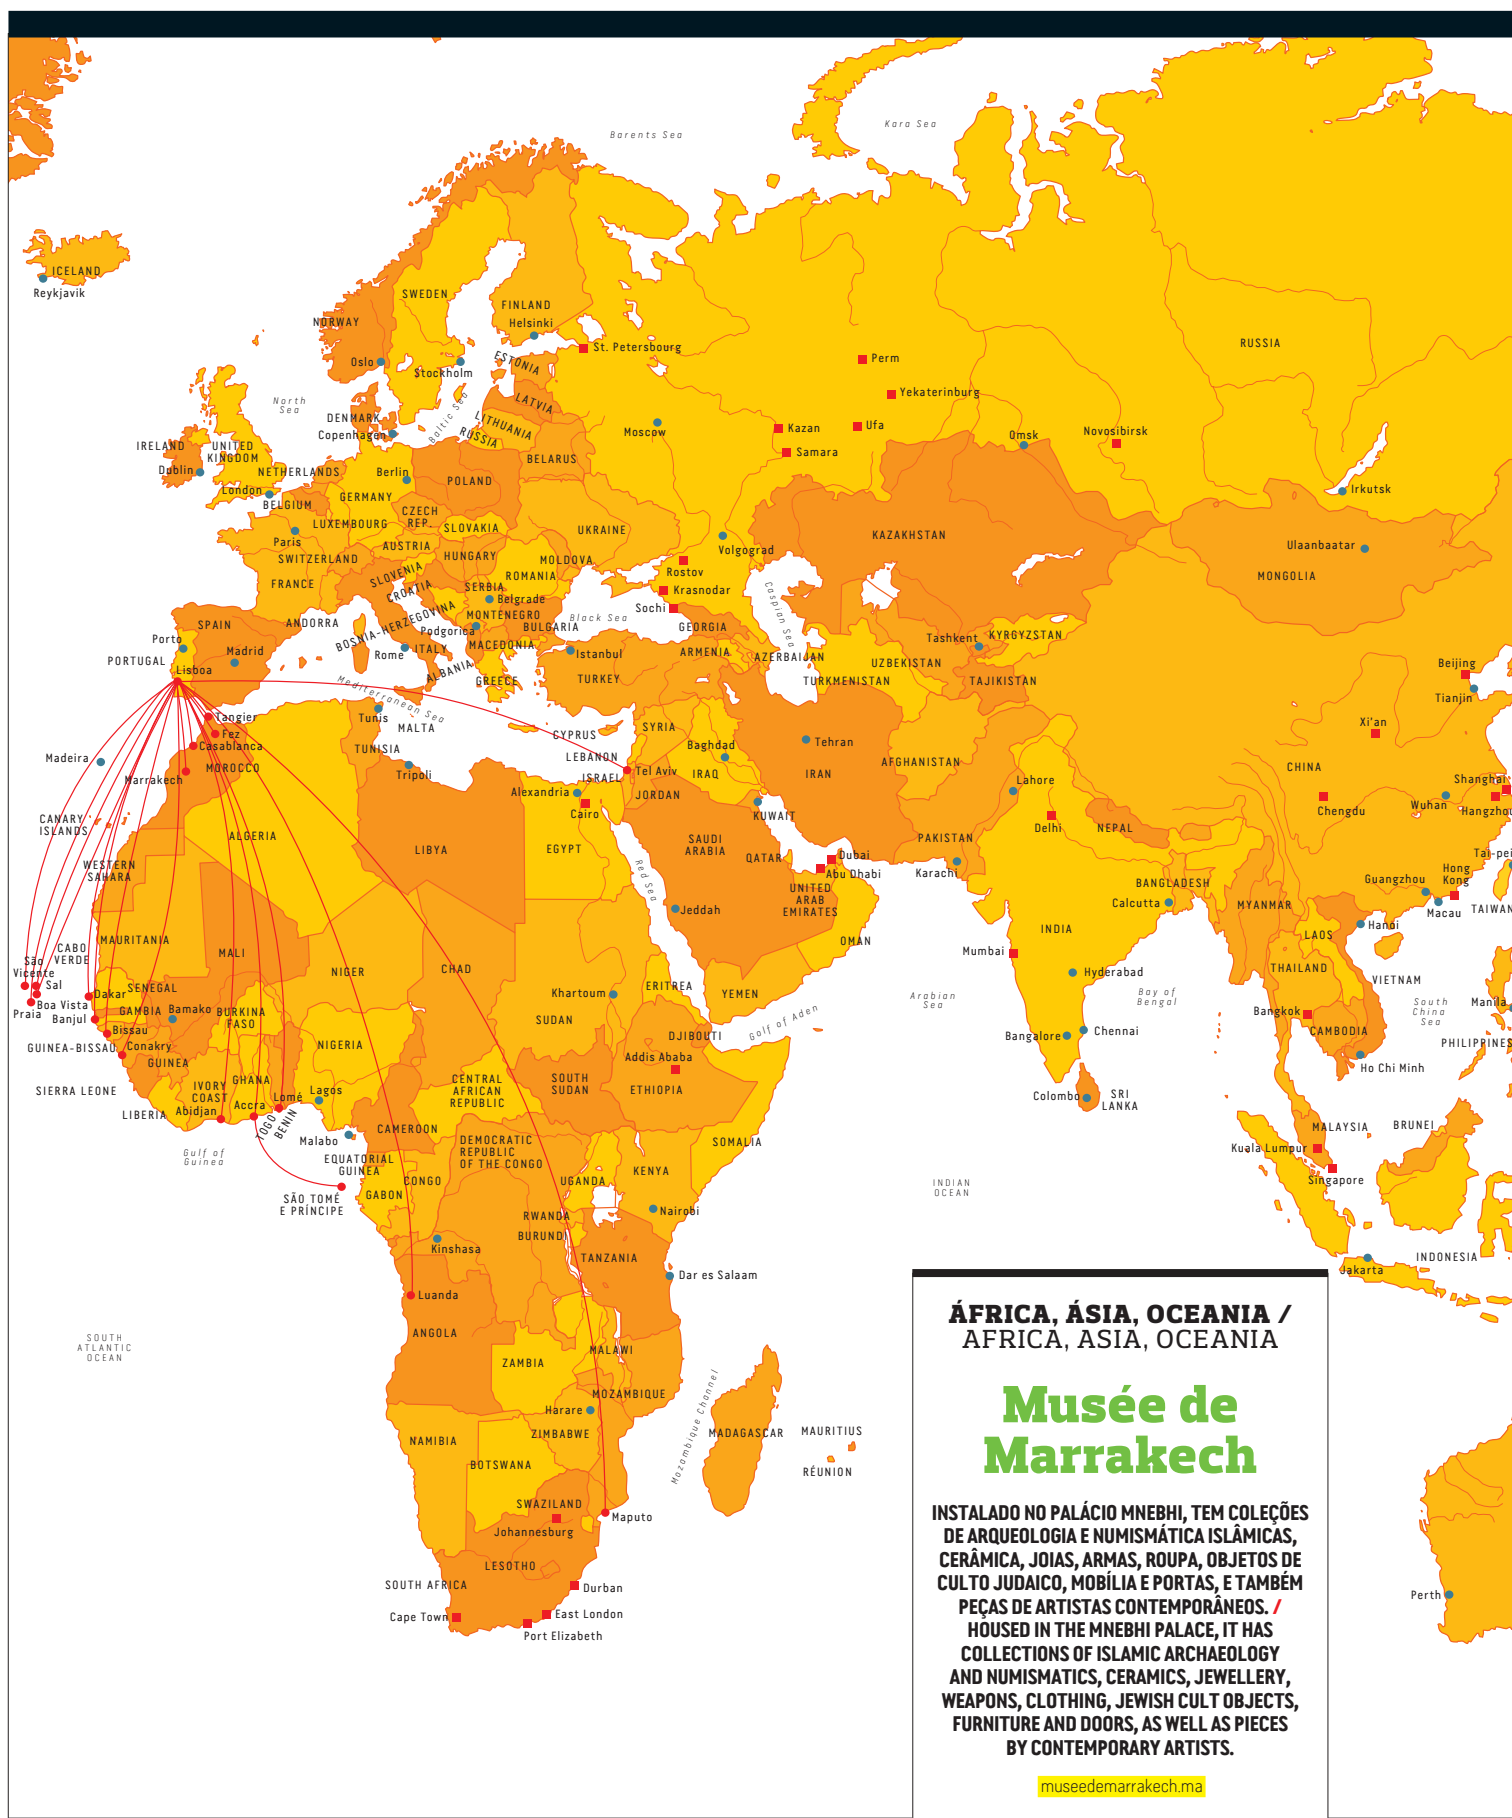 Barents Sea
Kara Sea
ICELAND
Reykjavik
SWEDEN
FINLAND
Helsinki
NORWAY
Oslo
Stockholm
ESTONIA
St. Petersbourg
RUSSIA
Perm
Yekaterinburg
North
Sea
DENMARK
Copenhagen
Baltic Sea
LATVIA
LITHUANIA
RUSSIA
Moscow
Kazan
Ufa
Samara
Omsk
Novosibirsk
IRELAND
Dublin
UNITED
KINGDOM
London
NETHERLANDS
BELGIUM
Berlin
GERMANY
POLAND
BELARUS
Irkutsk
LUXEMBOURG
CZECH
REP.
SLOVAKIA
UKRAINE
KAZAKHSTAN
Paris
SWITZERLAND
AUSTRIA
HUNGARY
MOLDOVA
Volgograd
Ulaanbaatar
MONGOLIA
FRANCE
SLOVENIA
CROATIA
ROMANIA
SERBIA
Belgrade
Rostov
Krasnodar
Sochi
Caspian Sea
SPAIN
ANDORRA
BOSNIA-HERZEGOVINA
MONTENEGRO
Podgorica
BULGARIA
Black Sea
GEORGIA
Porto
Madrid
PORTUGAL
Lisboa
Rome
ITALY
MACEDONIA
ALBANIA
GREECE
Istanbul
TURKEY
ARMENIA
AZERBAIJAN
Tashkent
KYRGYZSTAN
UZBEKISTAN
TURKMENISTAN
TAJIKISTAN
Beijing
Tianjin
Mediterranean Sea
Tangier
Fez
Casablanca
Marrakech
MOROCCO
Madeira
Tunis
MALTA
TUNISIA
Tripoli
CYPRUS
LEBANON
ISRAEL
Tel Aviv
SYRIA
Baghdad
IRAQ
Tehran
IRAN
AFGHANISTAN
Lahore
Xi'an
CHINA
Shanghai
Wuhan
Hangzhou
Chengdu
Alexandria
Cairo
JORDAN
KUWAIT
Delhi
NEPAL
CANARY
ISLANDS
ALGERIA
LIBYA
EGYPT
SAUDI
ARABIA
QATAR
Dubai
Abu Dhabi
UNITED
ARAB
EMIRATES
PAKISTAN
Karachi
BANGLADESH
Calcutta
Guangzhou
Hong
Kong
Macau
Tai-pei
TAIWAN
WESTERN
SAHARA
Red Sea
Jeddah
OMAN
INDIA
MYANMAR
LAOS
Hanoi
MAURITANIA
MALI
NIGER
CHAD
CABO
VERDE
São
Vicente
Sal
Boa Vista
Praia
Dakar
SENEGAL
Banjul
GAMBIA
Bamako
BURKINA
FASO
Bissau
GUINEA-BISSAU
Conakry
GUINEA
Khartoum
SUDAN
ERITREA
YEMEN
Golf of Aden
DJIBOUTI
Arabian
Sea
Mumbai
Hyderabad
Bay of
Bengal
THAILAND
VIETNAM
Bangkok
CAMBODIA
South
China
Sea
Manila
PHILIPPINES
Ho Chi Minh
Bangalore
Chennai
Colombo
SRI
LANKA
SIERRA LEONE
LIBERIA
IVORY
COAST
Abidjan
GHANA
Accra
Lomé
TOGO
BENIN
NIGERIA
Lagos
Malabo
CENTRAL
AFRICAN
REPUBLIC
SOUTH
SUDAN
Addis Ababa
ETHIOPIA
CAMEROON
SOMALIA
MALAYSIA
Kuala Lumpur
BRUNEI
Singapore
Gulf of
Guinea
EQUATORIAL
GUINEA
SÃO TOMÉ
E PRÍNCIPE
GABON
CONGO
DEMOCRATIC
REPUBLIC
OF THE CONGO
UGANDA
KENYA
Nairobi
INDIAN
OCEAN
RWANDA
BURUNDI
Kinshasa
TANZANIA
Dar es Salaam
INDONESIA
Jakarta
Luanda
ANGOLA
SOUTH
ATLANTIC
OCEAN
ZAMBIA
MALAWI
MOZAMBIQUE
Harare
ZIMBABWE
Mozambique Channel
MADAGASCAR
MAURITIUS
RÉUNION
NAMIBIA
BOTSWANA
SWAZILAND
Johannesburg
Maputo
LESOTHO
SOUTH AFRICA
Durban
Cape Town
East London
Port Elizabeth
Perth
ÁFRICA, ÁSIA, OCEANIA /
AFRICA, ASIA, OCEANIA
Musée de
Marrakech
INSTALADO NO PALÁCIO MNEBHI, TEM COLEÇÕES
DE ARQUEOLOGIA E NUMISMÁTICA ISLÂMICAS,
CERÂMICA, JOIAS, ARMAS, ROUPA, OBJETOS DE
CULTO JUDAICO, MOBÍLIA E PORTAS, E TAMBÉM
PEÇAS DE ARTISTAS CONTEMPORÂNEOS. /
HOUSED IN THE MNEBHI PALACE, IT HAS
COLLECTIONS OF ISLAMIC ARCHAEOLOGY
AND NUMISMATICS, CERAMICS, JEWELLERY,
WEAPONS, CLOTHING, JEWISH CULT OBJECTS,
FURNITURE AND DOORS, AS WELL AS PIECES
BY CONTEMPORARY ARTISTS.
museedemarrakech.ma